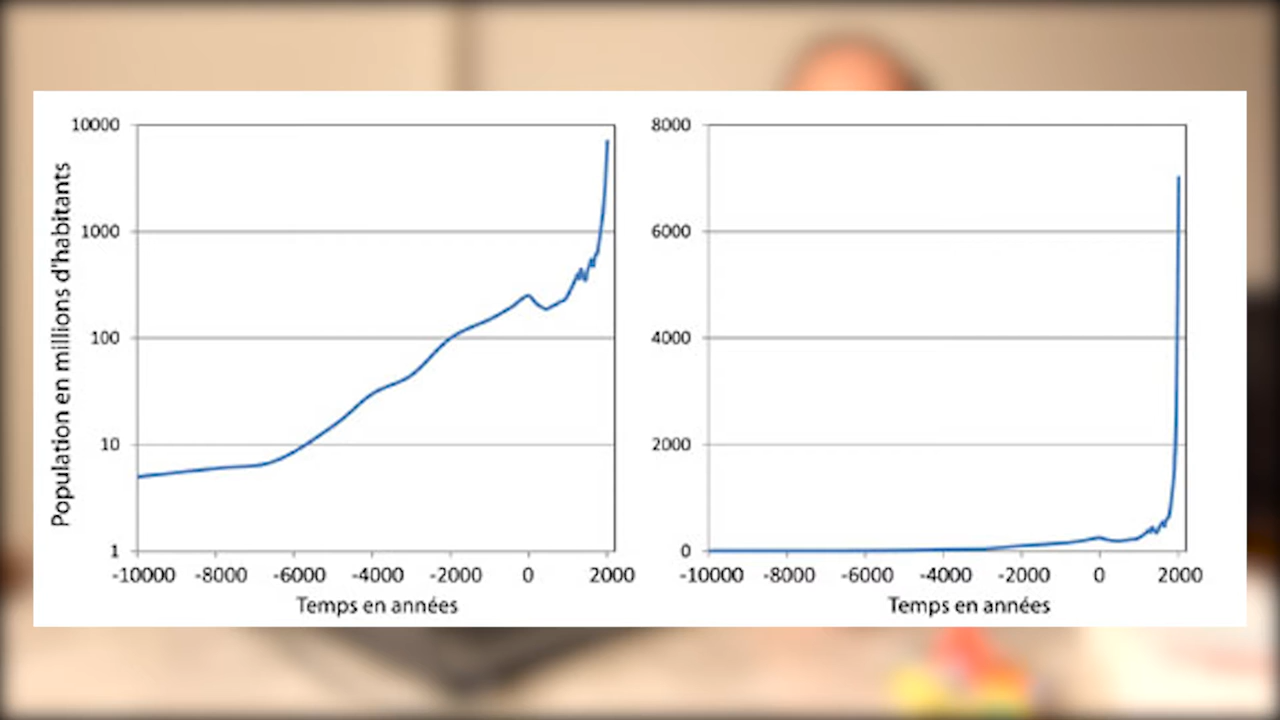 Population en millions d'habitants
10000
1000
100
10
1
-10000 -8000 -6000 -4000 -2000 0 2000
Temps en années
8000
6000
4000
2000
0
-10000 -8000 -6000 -4000 -2000 0 2000
Temps en années